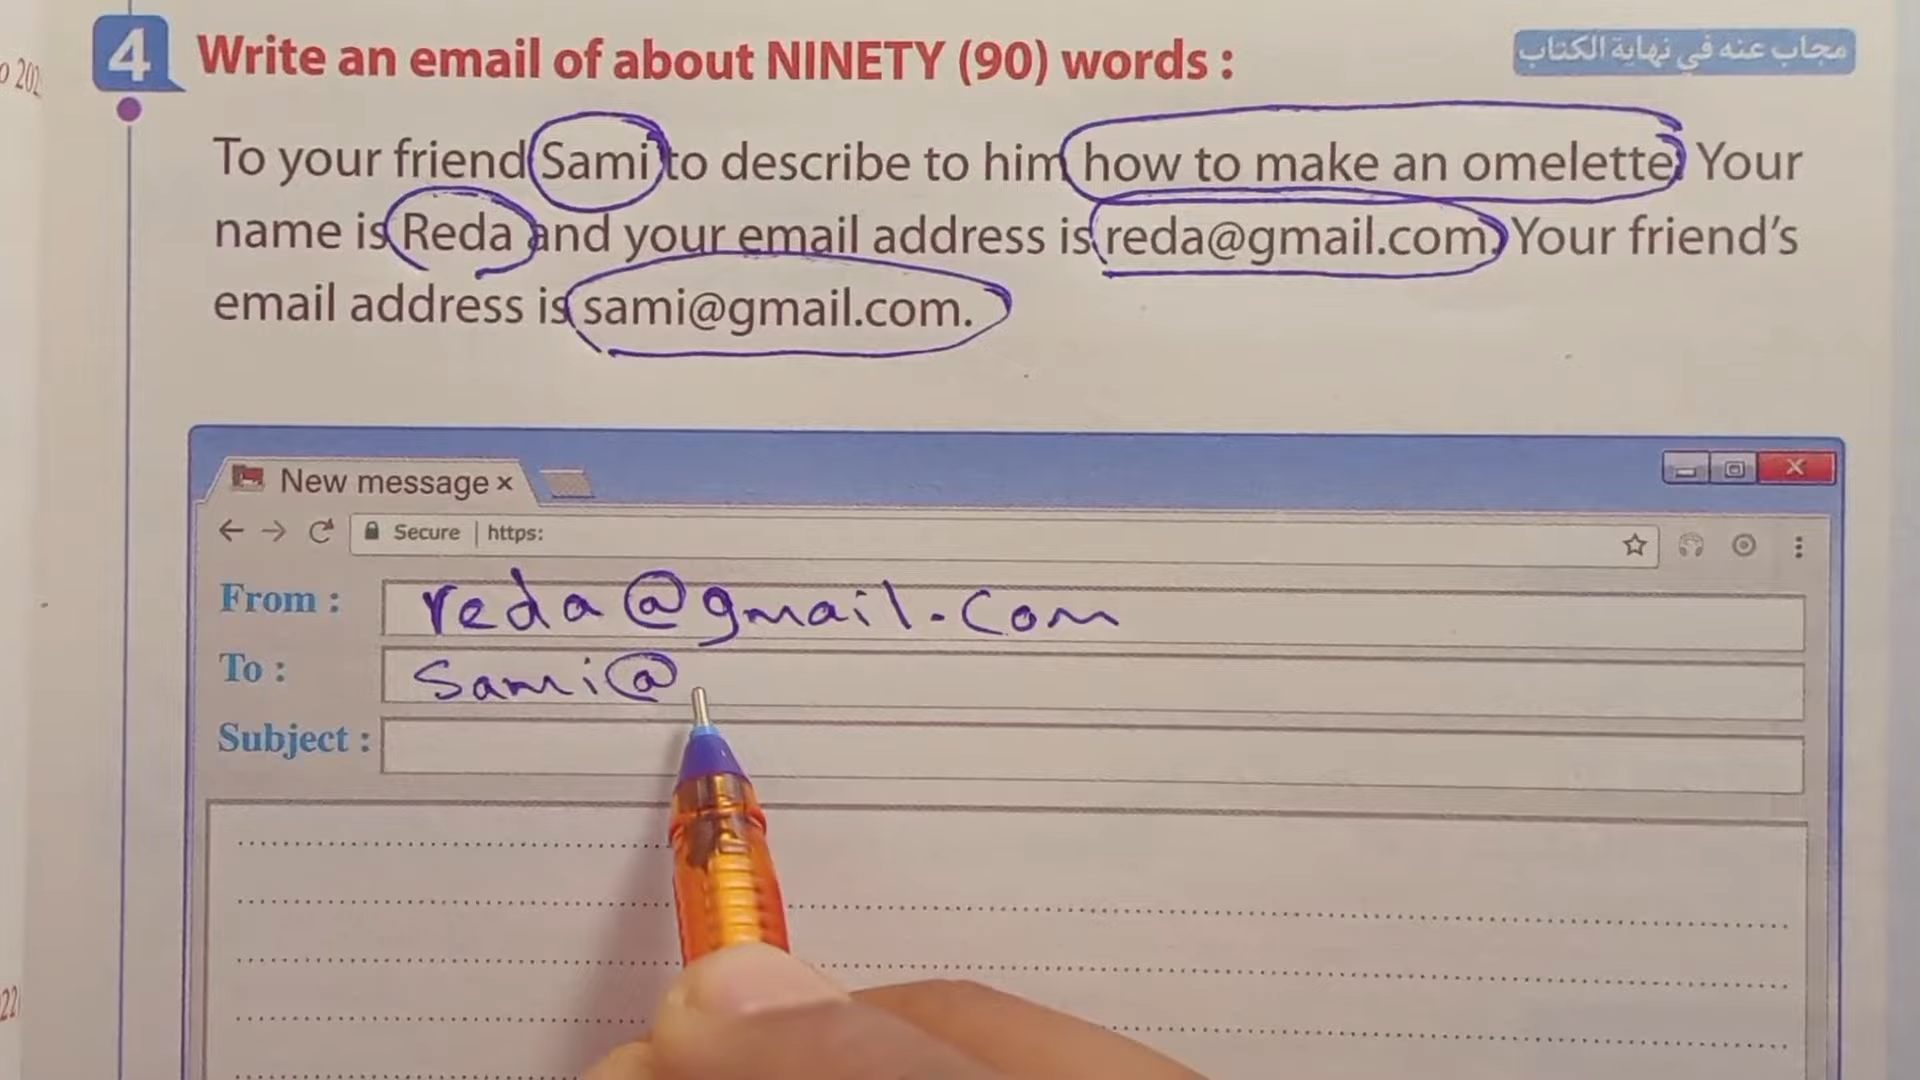 4 Write an email of about NINETY (90) words :
مجاب عنه في نهاية الكتاب
To your friend Sami to describe to him how to make an omelette. Your
name is Reda and your email address is reda@gmail.com. Your friend's
email address is sami@gmail.com.
New message ×
Secure | https:
From : reda@gmail.com
To : Sami@
Subject :